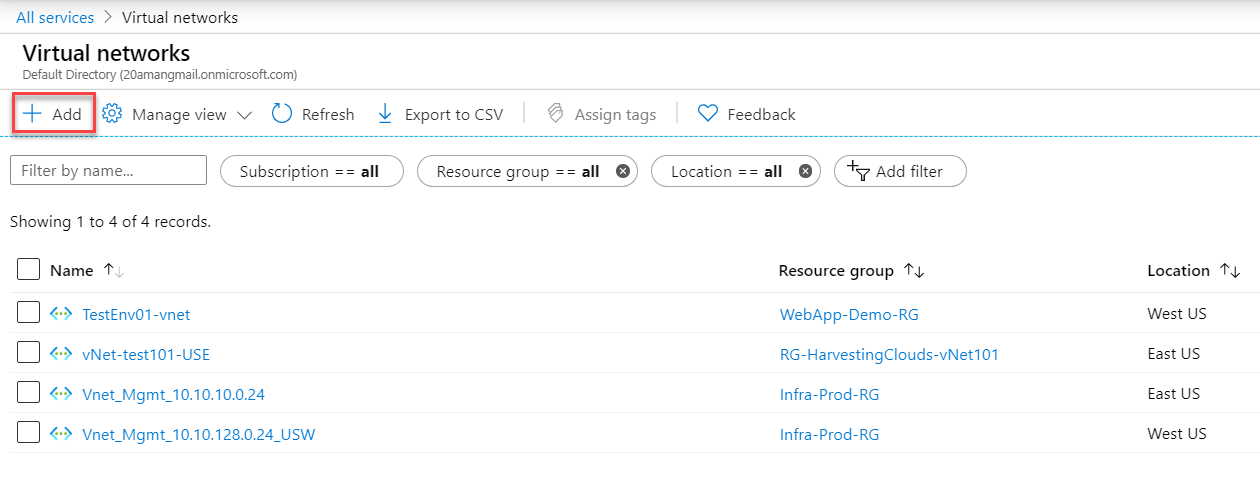 All services > Virtual networks
Virtual networks
Default Directory (20amangmail.onmicrosoft.com)
Add Manage view Refresh Export to CSV Assign tags Feedback
Filter by name... Subscription == all Resource group == all Location == all Add filter
Showing 1 to 4 of 4 records.
Name Resource group Location
TestEnv01-vnet WebApp-Demo-RG West US
vNet-test101-USE RG-HarvestingClouds-vNet101 East US
Vnet_Mgmt_10.10.10.0.24 Infra-Prod-RG East US
Vnet_Mgmt_10.10.128.0.24_USW Infra-Prod-RG West US